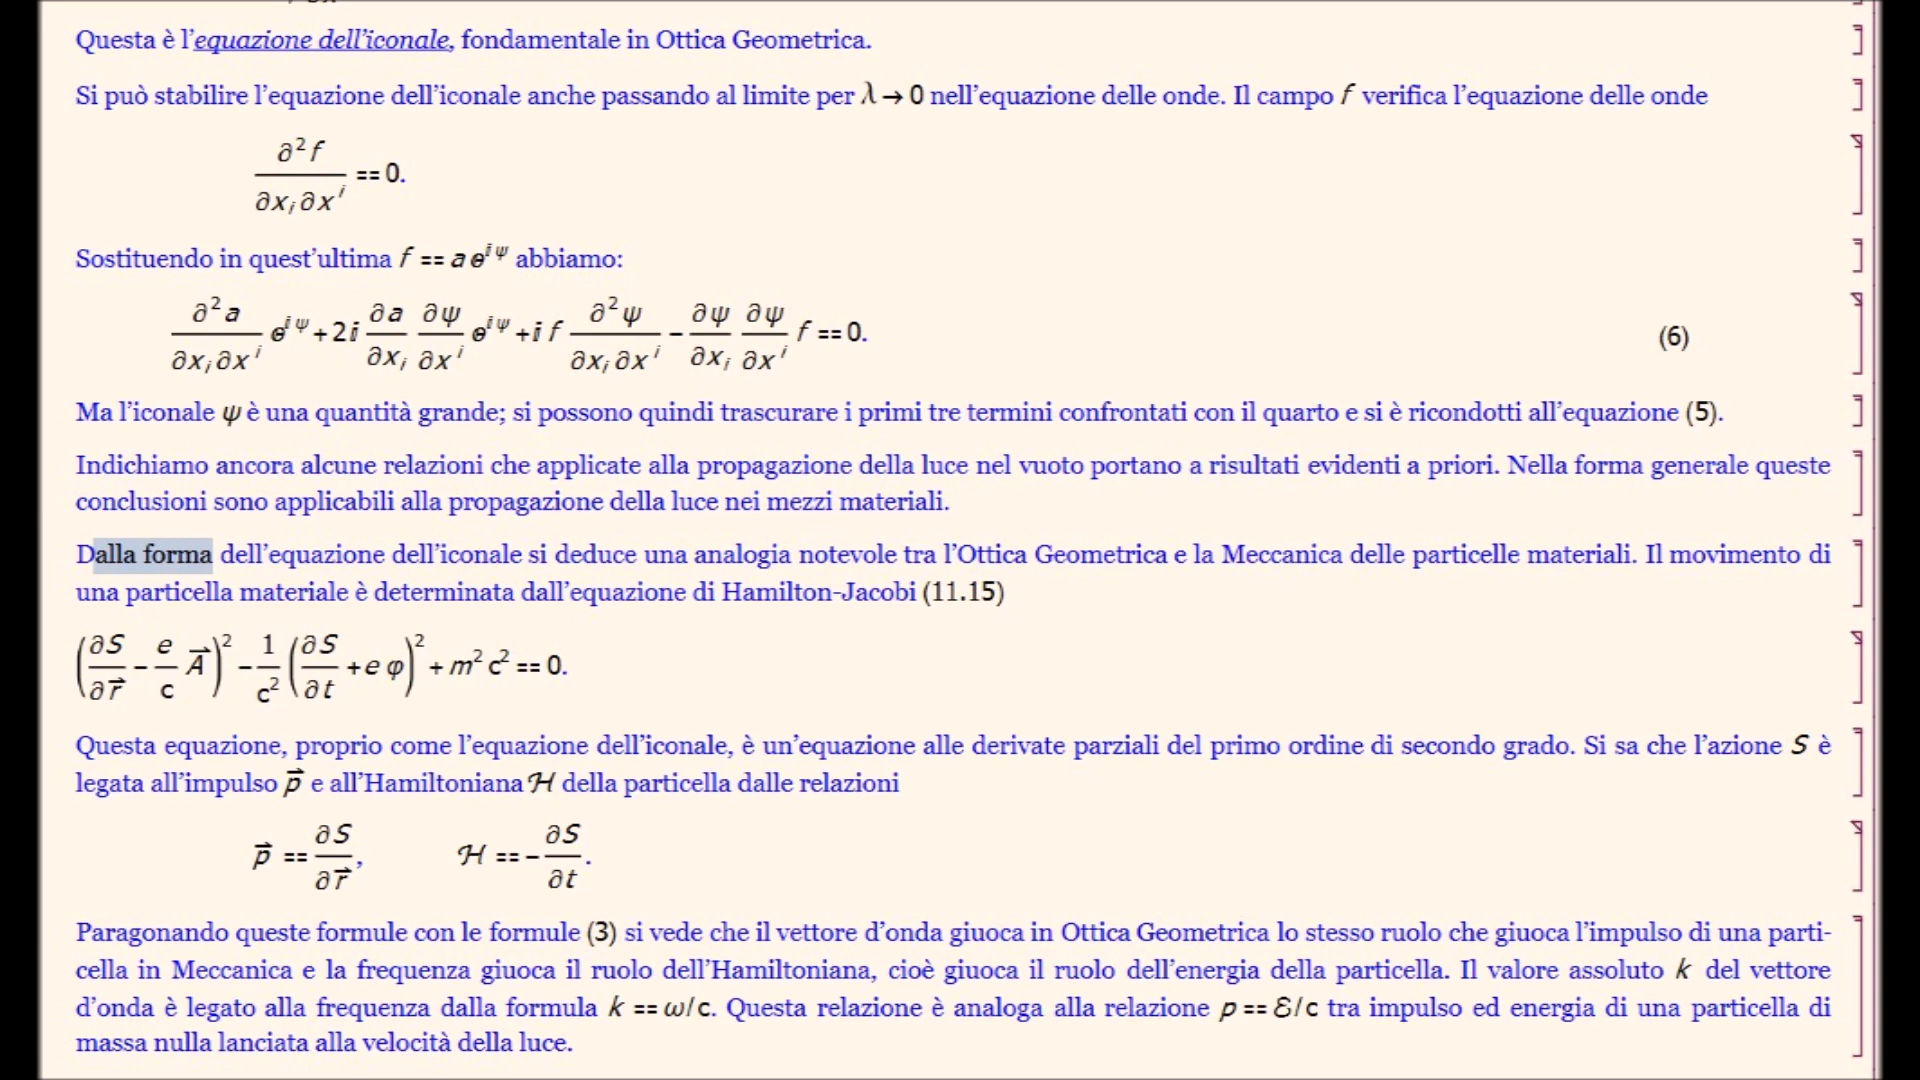 Questa è l'equazione dell'iconale, fondamentale in Ottica Geometrica.
Si può stabilire l'equazione dell'iconale anche passando al limite per λ → 0 nell'equazione delle onde. Il campo f verifica l'equazione delle onde
∂²f / ∂xᵢ ∂xⁱ == 0.
Sostituendo in quest'ultima f == a e^{iψ} abbiamo:
∂²a / ∂xᵢ ∂xⁱ e^{iψ} + 2i ∂a/∂xᵢ ∂ψ/∂xⁱ e^{iψ} + i f ∂²ψ / ∂xᵢ ∂xⁱ − ∂ψ/∂xᵢ ∂ψ/∂xⁱ f == 0. (6)
Ma l'iconale ψ è una quantità grande; si possono quindi trascurare i primi tre termini confrontati con il quarto e si è ricondotti all'equazione (5).
Indichiamo ancora alcune relazioni che applicate alla propagazione della luce nel vuoto portano a risultati evidenti a priori. Nella forma generale queste
conclusioni sono applicabili alla propagazione della luce nei mezzi materiali.
Dalla forma dell'equazione dell'iconale si deduce una analogia notevole tra l'Ottica Geometrica e la Meccanica delle particelle materiali. Il movimento di
una particella materiale è determinata dall'equazione di Hamilton-Jacobi (11.15)
(∂S/∂r⃗ − e/c A⃗)² − 1/c² (∂S/∂t + e φ)² + m² c² == 0.
Questa equazione, proprio come l'equazione dell'iconale, è un'equazione alle derivate parziali del primo ordine di secondo grado. Si sa che l'azione S è
legata all'impulso p⃗ e all'Hamiltoniana ℋ della particella dalle relazioni
p⃗ == ∂S/∂r⃗, ℋ == − ∂S/∂t.
Paragonando queste formule con le formule (3) si vede che il vettore d'onda giuoca in Ottica Geometrica lo stesso ruolo che giuoca l'impulso di una parti-
cella in Meccanica e la frequenza giuoca il ruolo dell'Hamiltoniana, cioè giuoca il ruolo dell'energia della particella. Il valore assoluto k del vettore
d'onda è legato alla frequenza dalla formula k == ω/c. Questa relazione è analoga alla relazione p == ℰ/c tra impulso ed energia di una particella di
massa nulla lanciata alla velocità della luce.